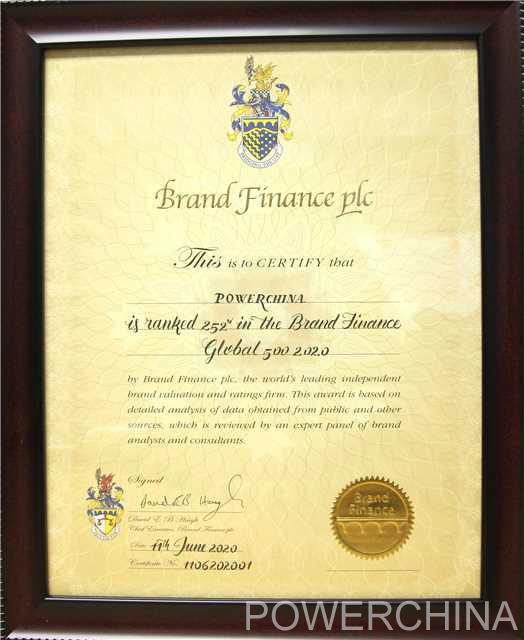 Brand Finance plc
This is to CERTIFY that
POWERCHINA
is ranked 252nd in the Brand Finance
Global 500 2020
by Brand Finance plc, the world's leading independent
brand valuation and ratings firm. This award is based on
detailed analysis of data obtained from public and other
sources, which is reviewed by an expert panel of brand
analysts and consultants.
Signed
David E B Haigh
Chief Executive, Brand Finance plc
Date 11th June 2020
Certificate No. 1106202001
Brand
Finance
POWERCHINA